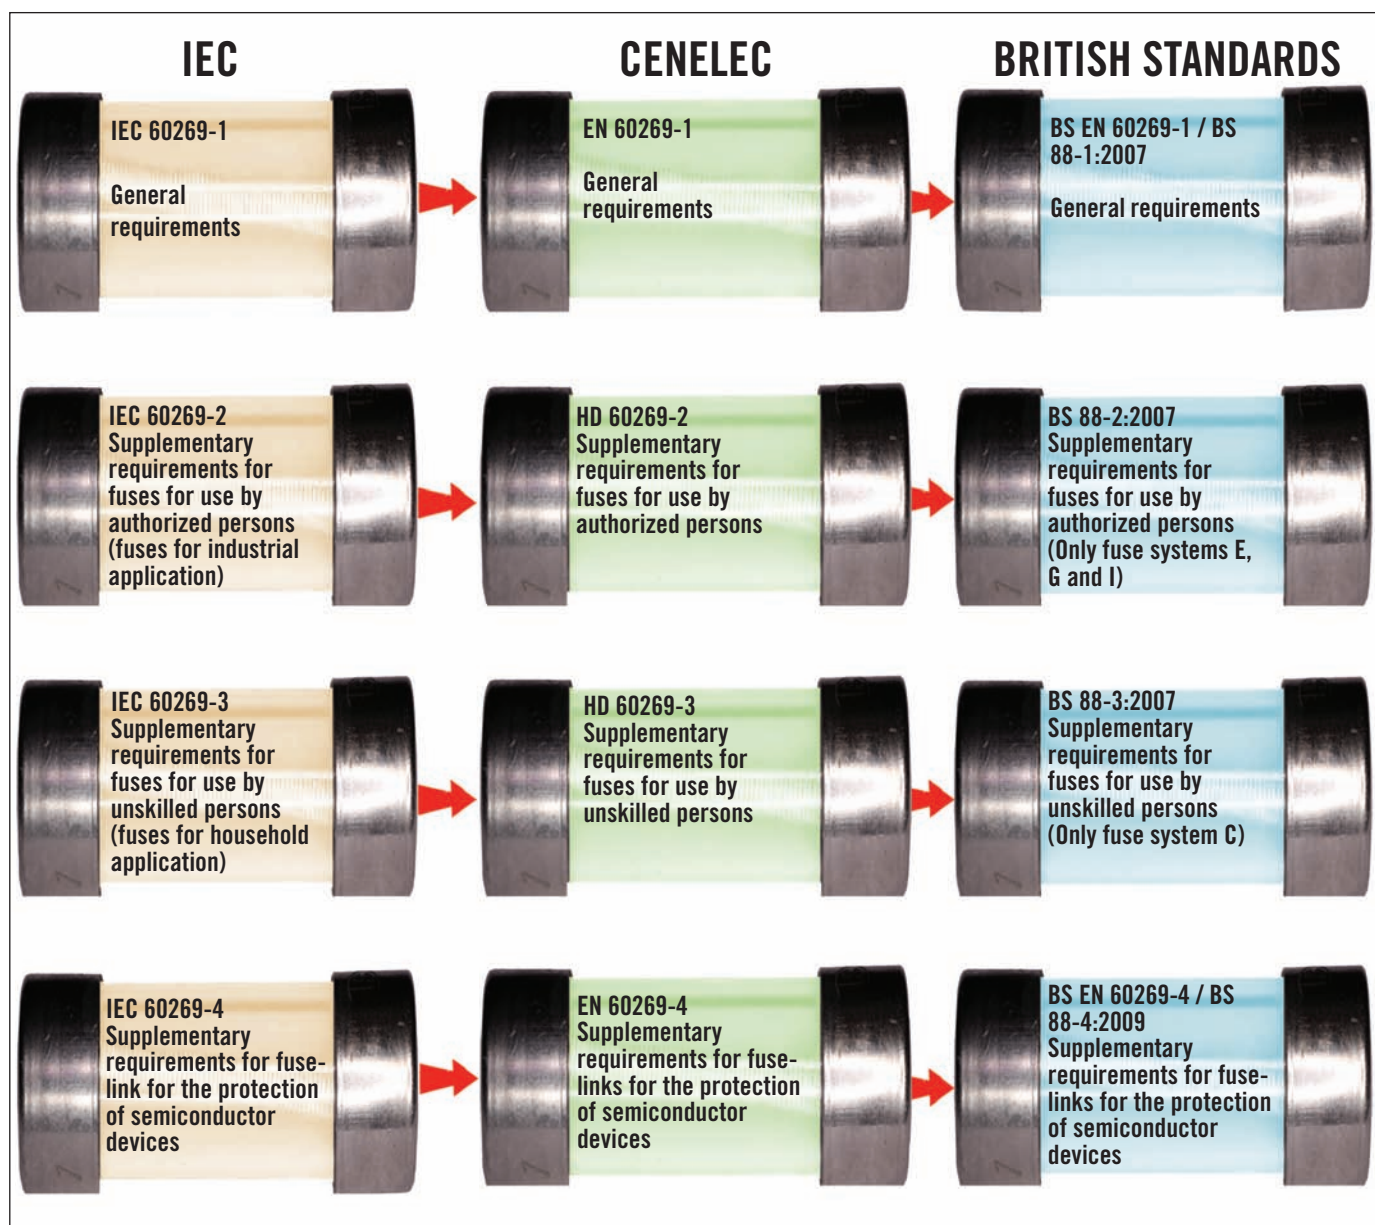 IEC
CENELEC
BRITISH STANDARDS
IEC 60269-1
General
requirements
EN 60269-1
General
requirements
BS EN 60269-1 / BS
88-1:2007
General requirements
IEC 60269-2
Supplementary
requirements for
fuses for use by
authorized persons
(fuses for industrial
application)
HD 60269-2
Supplementary
requirements for
fuses for use by
authorized persons
BS 88-2:2007
Supplementary
requirements for
fuses for use by
authorized persons
(Only fuse systems E,
G and I)
IEC 60269-3
Supplementary
requirements for
fuses for use by
unskilled persons
(fuses for household
application)
HD 60269-3
Supplementary
requirements for
fuses for use by
unskilled persons
BS 88-3:2007
Supplementary
requirements for
fuses for use by
unskilled persons
(Only fuse system C)
IEC 60269-4
Supplementary
requirements for fuse-
link for the protection
of semiconductor
devices
EN 60269-4
Supplementary
requirements for fuse-
links for the protection
of semiconductor
devices
BS EN 60269-4 / BS
88-4:2009
Supplementary
requirements for fuse-
links for the protection
of semiconductor
devices